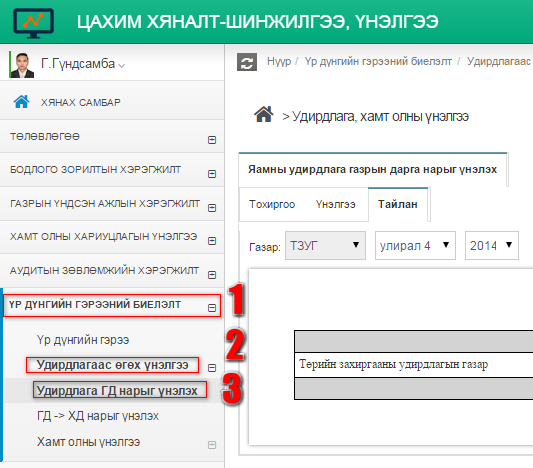 ЦАХИМ ХЯНАЛТ-ШИНЖИЛГЭЭ, ҮНЭЛГЭЭ
Г.Гүндсамба
ХЯНАХ САМБАР
ТӨЛӨВЛӨГӨӨ
БОДЛОГО ЗОРИЛТЫН ХЭРЭГЖИЛТ
ГАЗРЫН ҮНДСЭН АЖЛЫН ХЭРЭГЖИЛТ
ХАМТ ОЛНЫ ХАРИУЦЛАГЫН ҮНЭЛГЭЭ
АУДИТЫН ЗӨВЛӨМЖИЙН ХЭРЭГЖИЛТ
ҮР ДҮНГИЙН ГЭРЭЭНИЙ БИЕЛЭЛТ 1
Үр дүнгийн гэрээ
Удирдлагаас өгөх үнэлгээ 2
Удирдлага ГД нарыг үнэлэх 3
ГД -> ХД нарыг үнэлэх
Хамт олны үнэлгээ
Нүүр / Үр дүнгийн гэрээний биелэлт / Удирдлагаас
> Удирдлага, хамт олны үнэлгээ
Яамны удирдлага газрын дарга нарыг үнэлэх
Тохиргоо Үнэлгээ Тайлан
Газар: ТЗУГ улирал 4 2014
Төрийн захиргааны удирдлагын газар